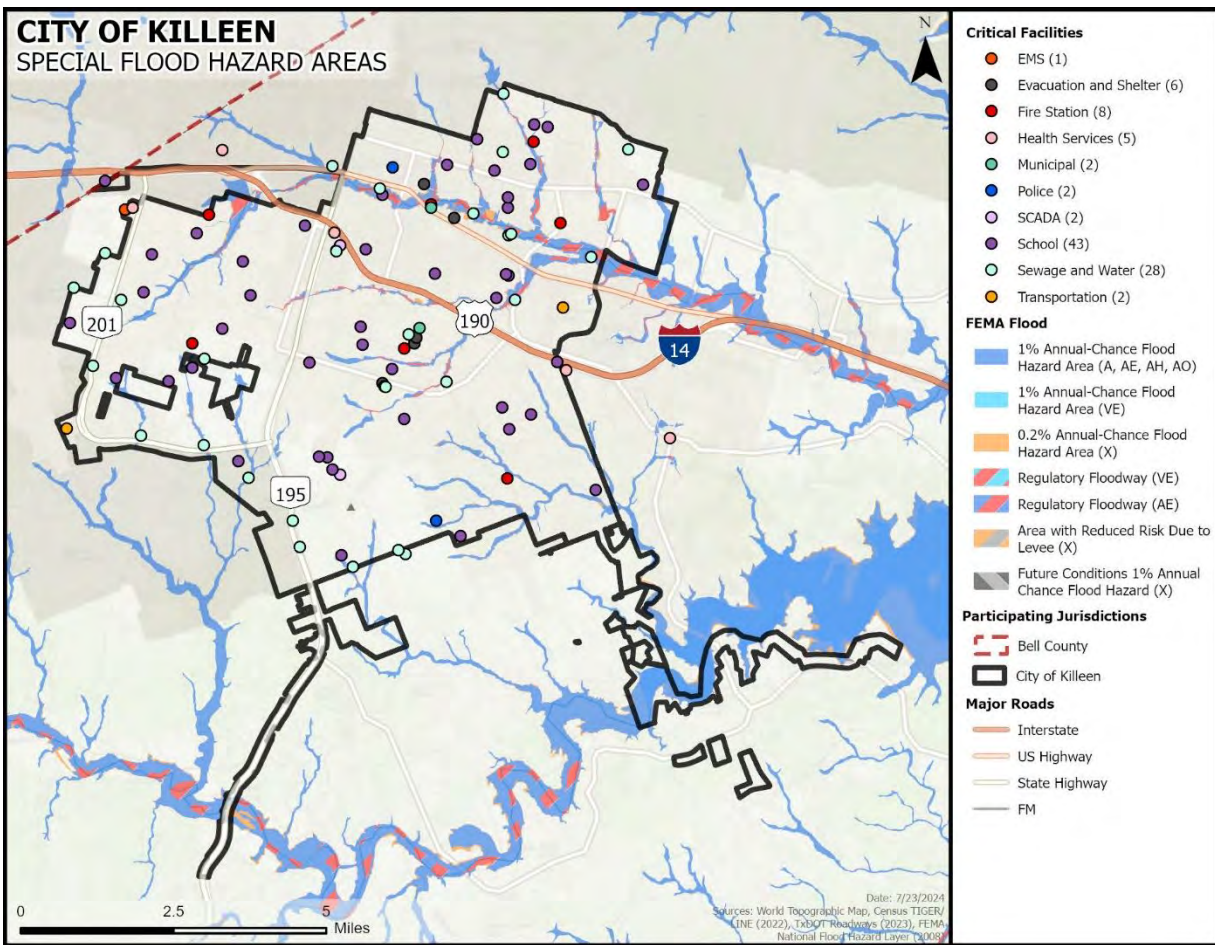 CITY OF KILLEEN
SPECIAL FLOOD HAZARD AREAS
N
201
190
14
195
0 2.5 5
Miles
Date: 7/23/2024
Sources: World Topographic Map, Census TIGER/
LINE (2022), TxDOT Roadways (2023), FEMA
National Flood Hazard Layer (2008)
Critical Facilities
EMS (1)
Evacuation and Shelter (6)
Fire Station (8)
Health Services (5)
Municipal (2)
Police (2)
SCADA (2)
School (43)
Sewage and Water (28)
Transportation (2)
FEMA Flood
1% Annual-Chance Flood
Hazard Area (A, AE, AH, AO)
1% Annual-Chance Flood
Hazard Area (VE)
0.2% Annual-Chance Flood
Hazard Area (X)
Regulatory Floodway (VE)
Regulatory Floodway (AE)
Area with Reduced Risk Due to
Levee (X)
Future Conditions 1% Annual
Chance Flood Hazard (X)
Participating Jurisdictions
Bell County
City of Killeen
Major Roads
Interstate
US Highway
State Highway
FM